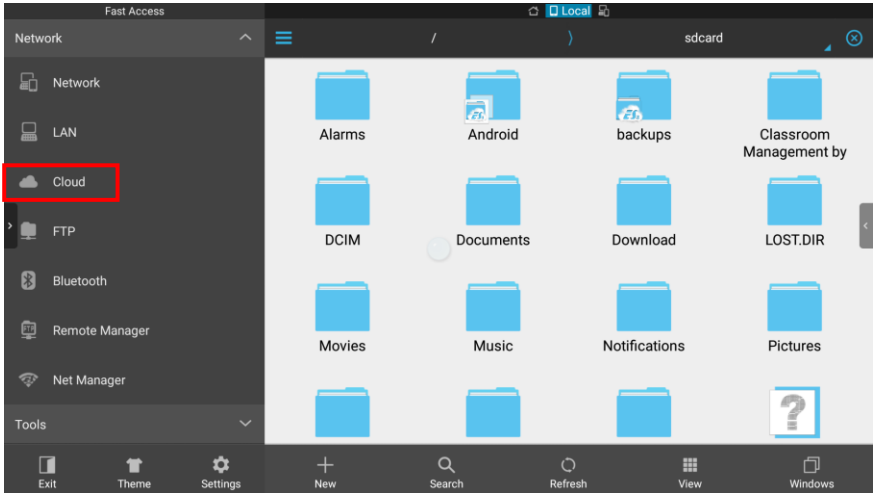 Fast Access
Local
Network
/
〉
sdcard
Network
LAN
Cloud
FTP
Bluetooth
Remote Manager
Net Manager
Tools
Alarms
Android
backups
Classroom
Management by
DCIM
Documents
Download
LOST.DIR
Movies
Music
Notifications
Pictures
?
Exit
Theme
Settings
New
Search
Refresh
View
Windows